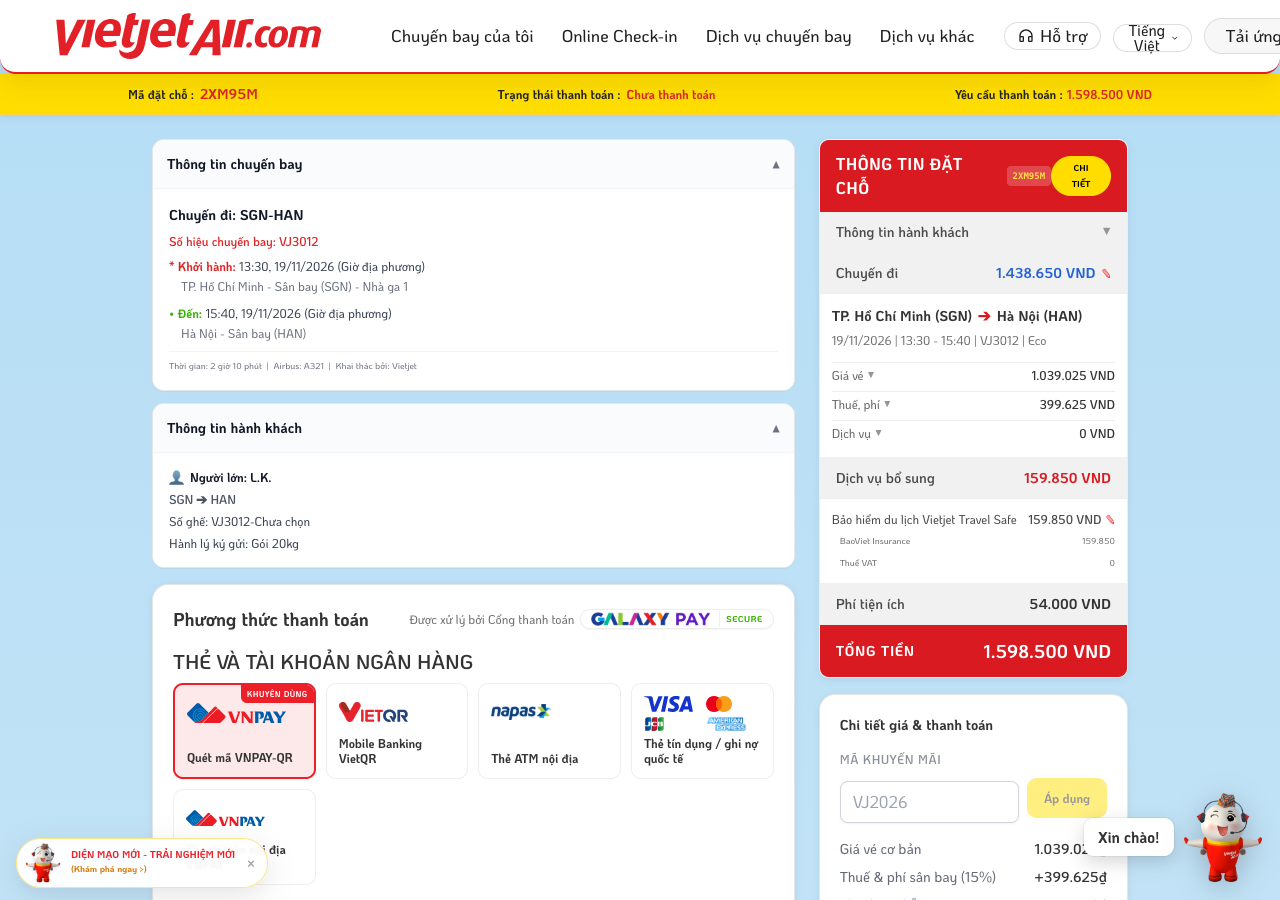 vietjetAir.com
Chuyến bay của tôi
Online Check-in
Dịch vụ chuyến bay
Dịch vụ khác
Hỗ trợ
Tiếng Việt
Tải ứng
Mã đặt chỗ : 2XM95M
Trạng thái thanh toán : Chưa thanh toán
Yêu cầu thanh toán : 1.598.500 VND
Thông tin chuyến bay
Chuyến đi: SGN-HAN
Số hiệu chuyến bay: VJ3012
* Khởi hành: 13:30, 19/11/2026 (Giờ địa phương)
TP. Hồ Chí Minh - Sân bay (SGN) - Nhà ga 1
• Đến: 15:40, 19/11/2026 (Giờ địa phương)
Hà Nội - Sân bay (HAN)
Thời gian: 2 giờ 10 phút | Airbus: A321 | Khai thác bởi: Vietjet
Thông tin hành khách
Người lớn: L.K.
SGN ➔ HAN
Số ghế: VJ3012-Chưa chọn
Hành lý ký gửi: Gói 20kg
Phương thức thanh toán
Được xử lý bởi Cổng thanh toán
GALAXY PAY
SECURE
THẺ VÀ TÀI KHOẢN NGÂN HÀNG
KHUYÊN DÙNG
VNPAY
Quét mã VNPAY-QR
VIETQR
Mobile Banking
VietQR
napas
Thẻ ATM nội địa
VISA
mastercard
JCB
AMERICAN EXPRESS
Thẻ tín dụng / ghi nợ
quốc tế
VNPAY
địa
DIỆN MẠO MỚI - TRẢI NGHIỆM MỚI
(Khám phá ngay >)
×
THÔNG TIN ĐẶT
CHỖ
2XM95M
CHI
TIẾT
Thông tin hành khách
Chuyến đi 1.438.650 VND
TP. Hồ Chí Minh (SGN) ➔ Hà Nội (HAN)
19/11/2026 | 13:30 - 15:40 | VJ3012 | Eco
Giá vé 1.039.025 VND
Thuế, phí 399.625 VND
Dịch vụ 0 VND
Dịch vụ bổ sung 159.850 VND
Bảo hiểm du lịch Vietjet Travel Safe 159.850 VND
BaoViet Insurance 159.850
Thuế VAT 0
Phí tiện ích 54.000 VND
TỔNG TIỀN 1.598.500 VND
Chi tiết giá & thanh toán
MÃ KHUYẾN MÃI
VJ2026
Áp dụng
Giá vé cơ bản 1.039.02
Thuế & phí sân bay (15%) +399.625₫
Xin chào!